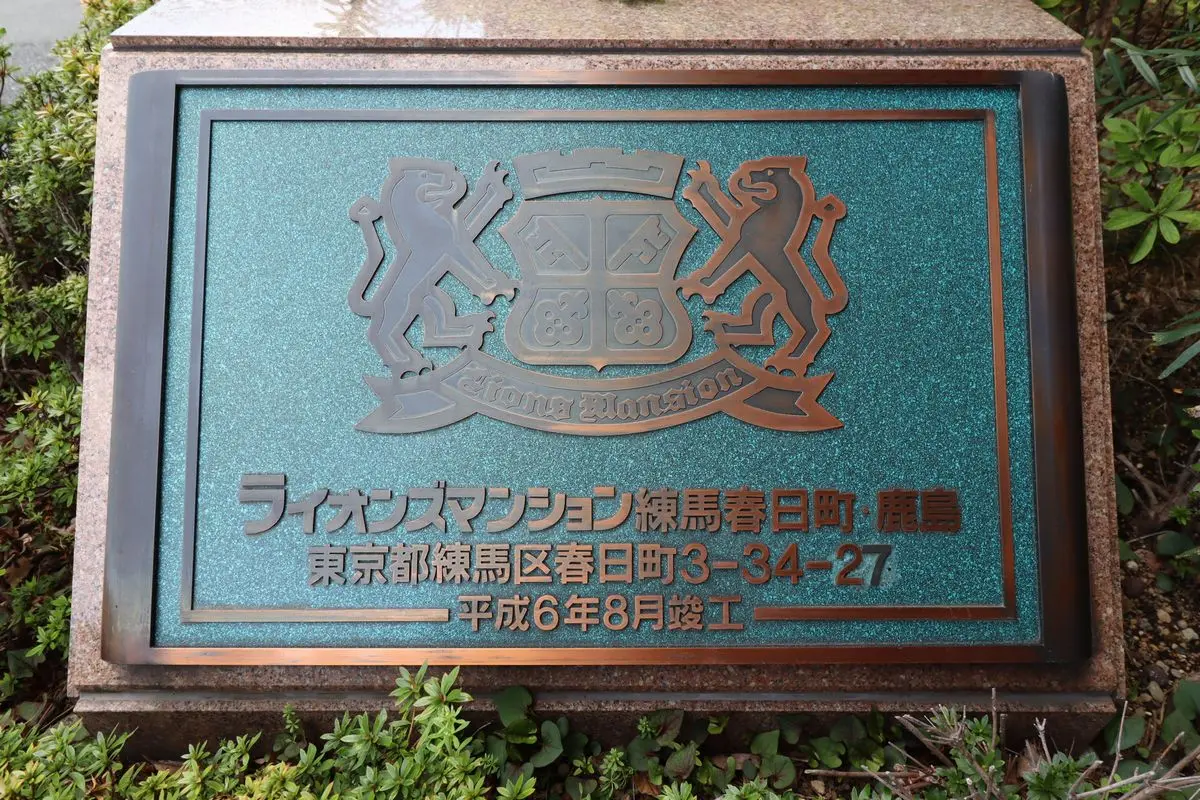 Lions Mansion
ライオンズマンション練馬春日町・鹿島
東京都練馬区春日町3-34-27
平成6年8月竣工